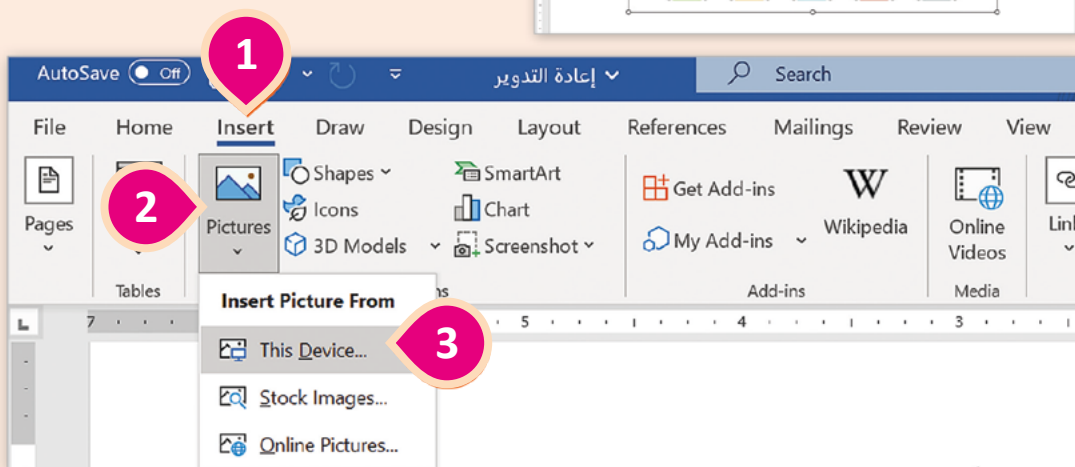 1
AutoSave Off إعادة التدوير Search
File Home Insert Draw Design Layout References Mailings Review View
2
Pages
Pictures
Shapes
Icons
3D Models
SmartArt
Chart
Screenshot
Get Add-ins
My Add-ins
Wikipedia
Online
Videos
Tables
Add-ins
Media
7 5 4 3
Insert Picture From
This Device...
3
Stock Images...
Online Pictures...